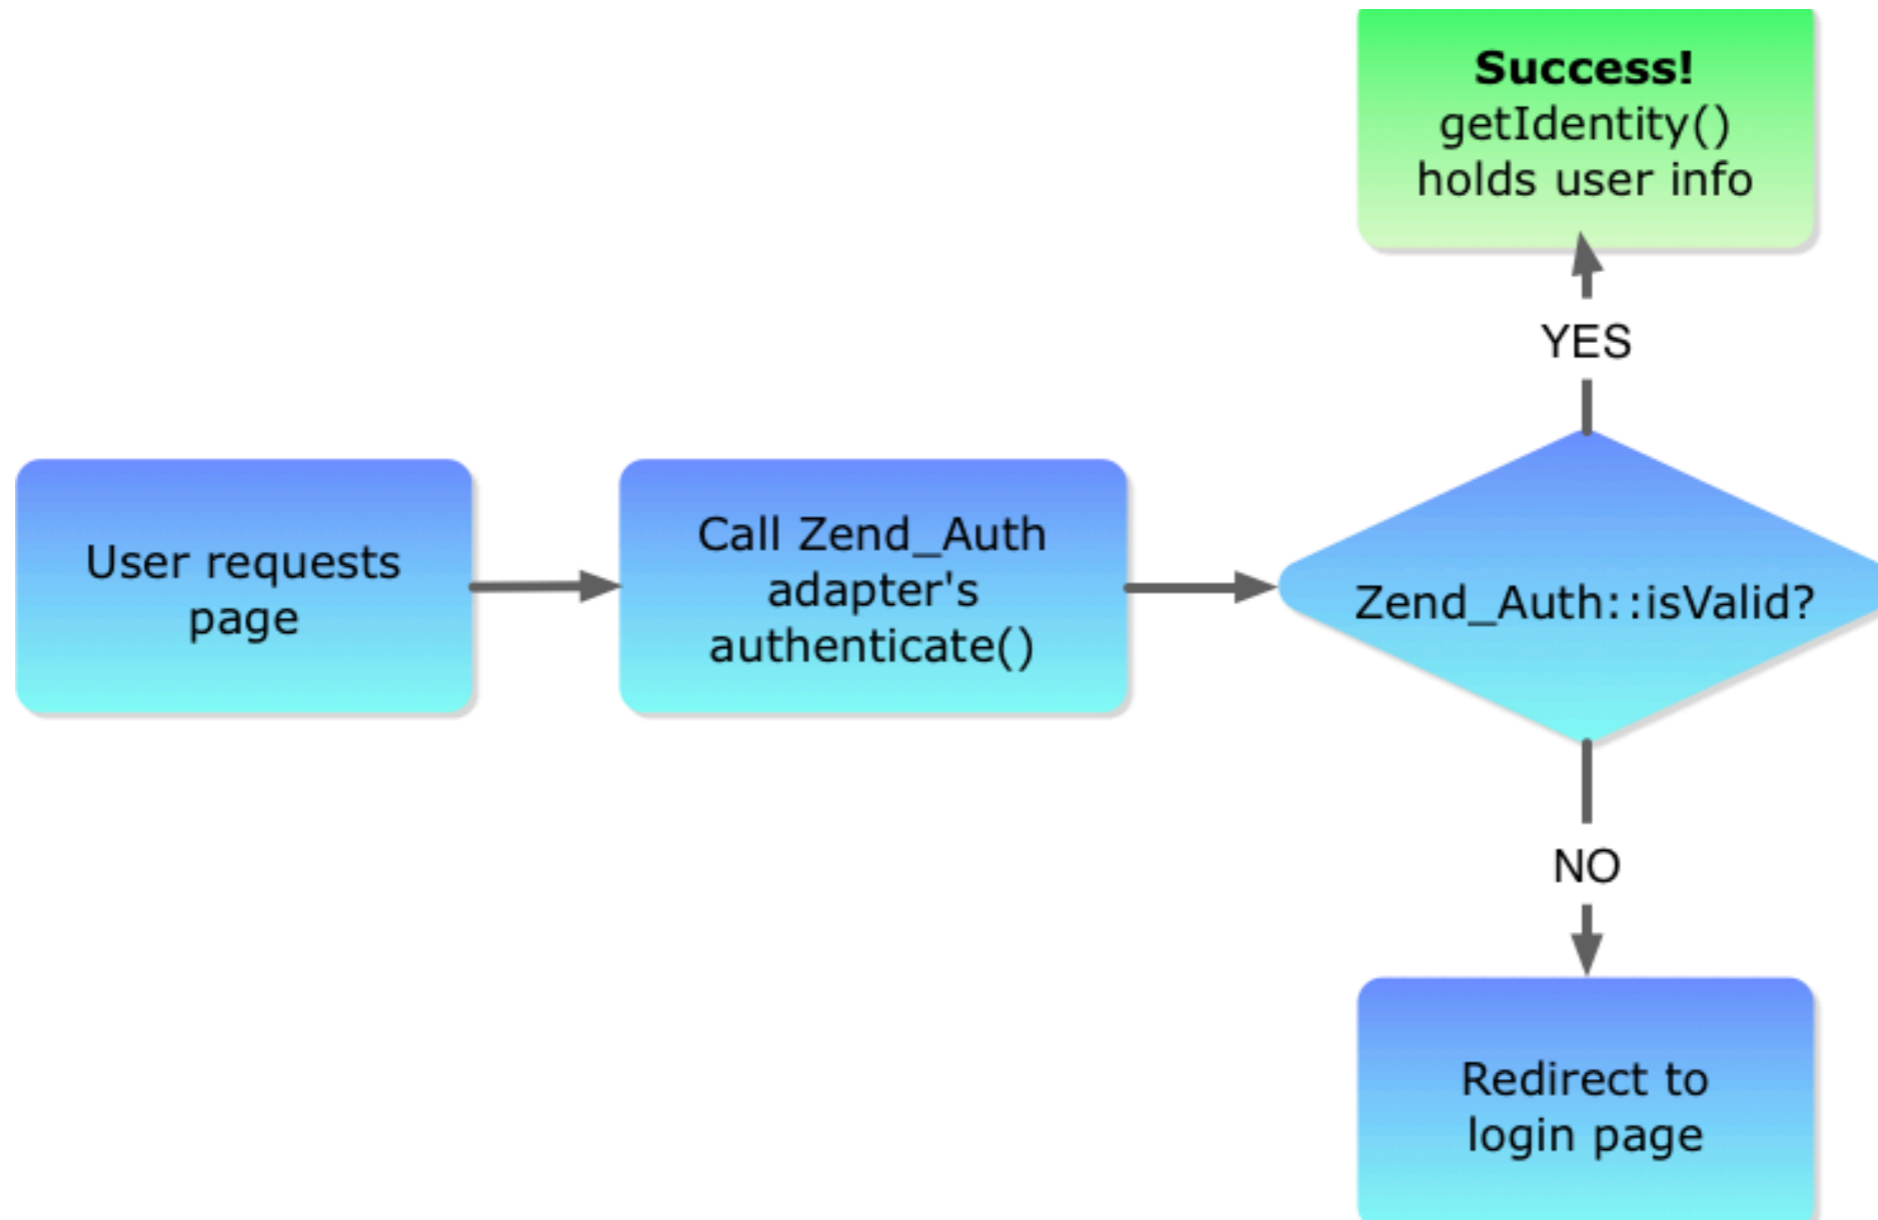 Success!
getIdentity()
holds user info
YES
User requests
page
Call Zend_Auth
adapter's
authenticate()
Zend_Auth::isValid?
NO
Redirect to
login page